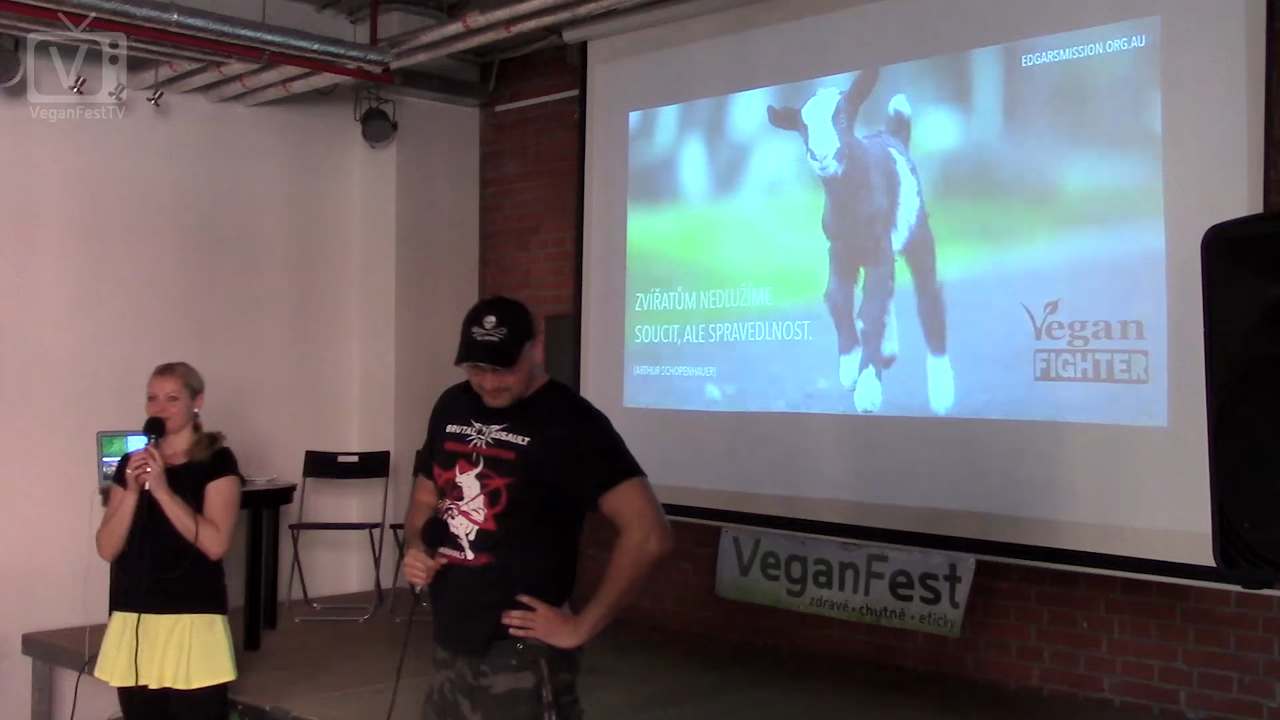 V
VeganFestTV
EDGARSMISSION.ORG.AU
ZVÍŘATŮM NEDLUŽÍME
SOUCIT, ALE SPRAVEDLNOST.
(ARTHUR SCHOPENHAUER)
Vegan
FIGHTER
BRUTAL ASSAULT
VeganFest
zdravě • chutně • eticky